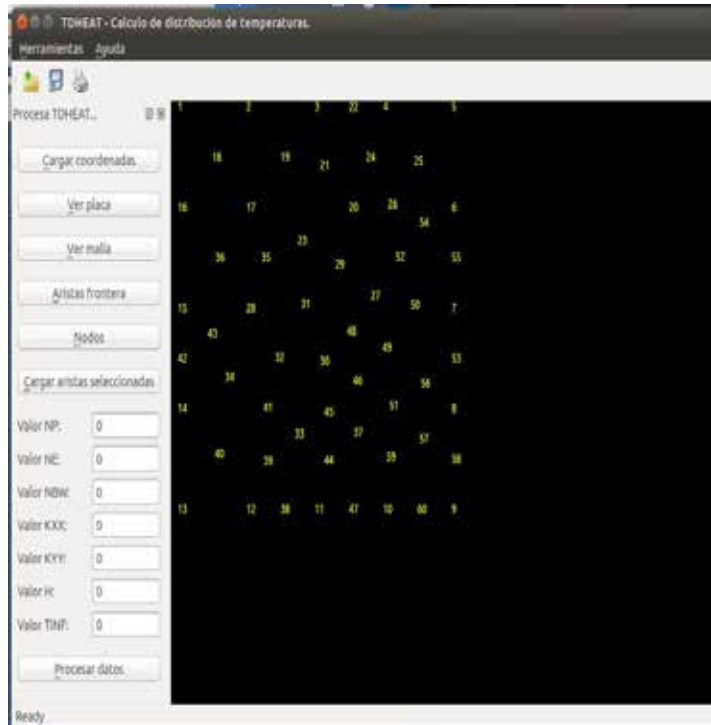 TDHEAT - Calculo de distribución de temperaturas.
Herramientas Ayuda
Procesa TDHEAT...
Cargar coordenadas
Ver placa
Ver malla
Aristas frontera
Nodos
Cargar aristas seleccionadas
Valor NP: 0
Valor NE: 0
Valor NBW: 0
Valor KXX: 0
Valor KYY: 0
Valor H: 0
Valor TINF: 0
Procesar datos
Ready
1 2 3 22 4 5
18 19 21 24 25
16 17 20 26 6
54
23
36 35 29 52 55
15 28 31 27 50 7
43 48
49
42 32 30 53
34 46 56
14 41 45 51 8
33 37 57
40 39 44 59 58
13 12 38 11 47 10 60 9